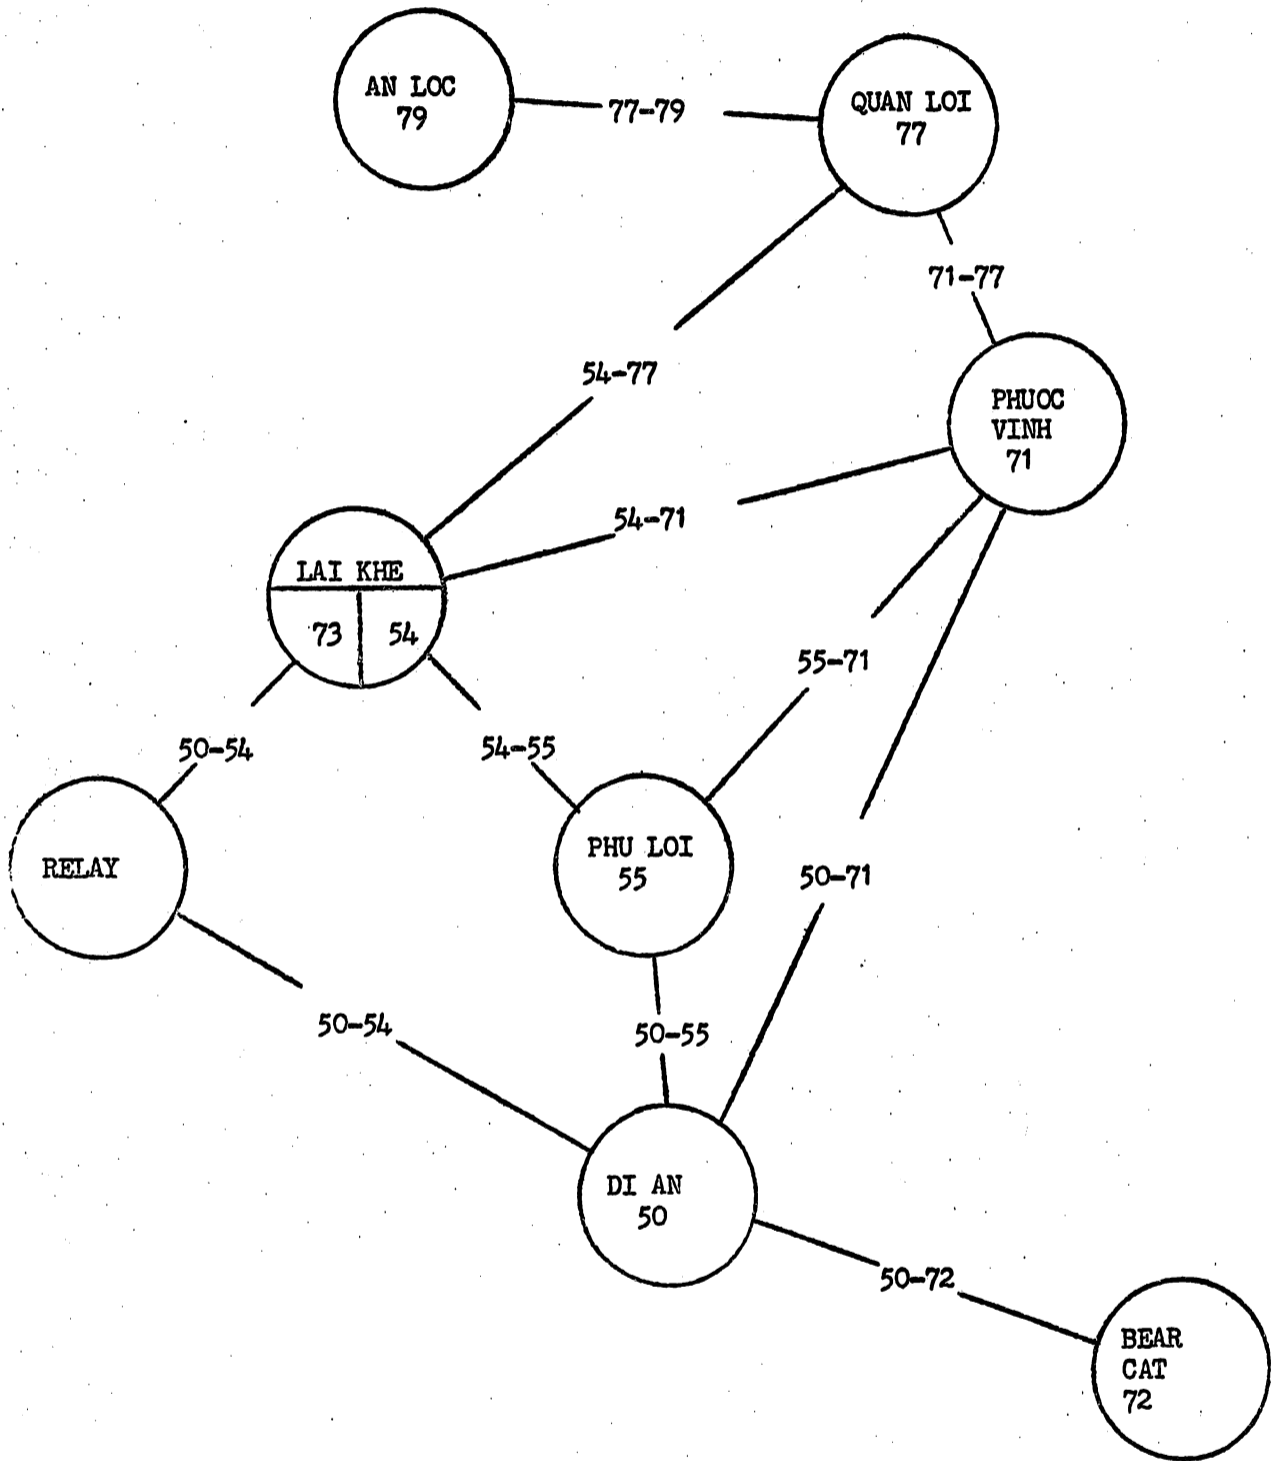 AN LOC
79
77-79
QUAN LOI
77
71-77
54-77
PHUOC
VINH
71
54-71
LAI KHE
73 54
55-71
50-54
54-55
PHU LOI
55
RELAY
50-71
50-54
50-55
DI AN
50
50-72
BEAR
CAT
72